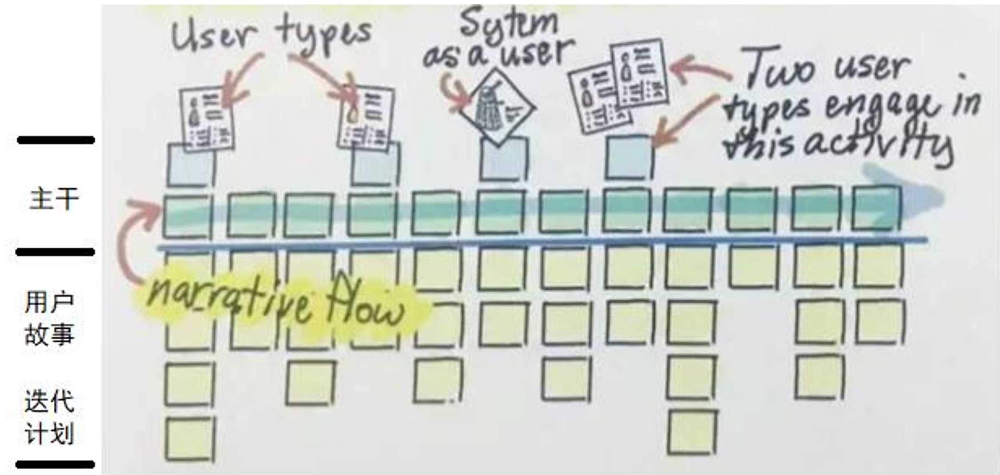 User types
Sytem
as a user
Two user
types engage in
this activity
主干
narrative flow
用户
故事
迭代
计划